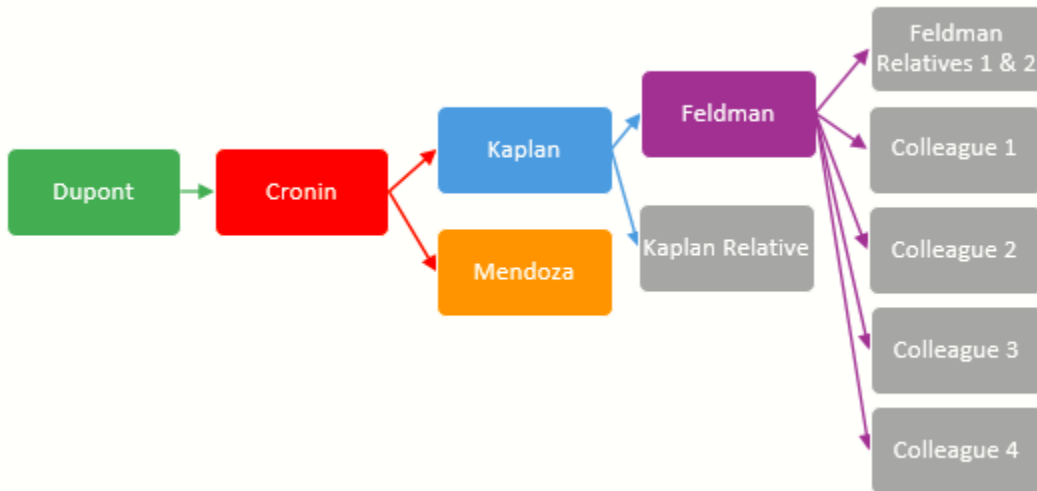 Dupont
Cronin
Kaplan
Mendoza
Feldman
Kaplan Relative
Feldman
Relatives 1 & 2
Colleague 1
Colleague 2
Colleague 3
Colleague 4